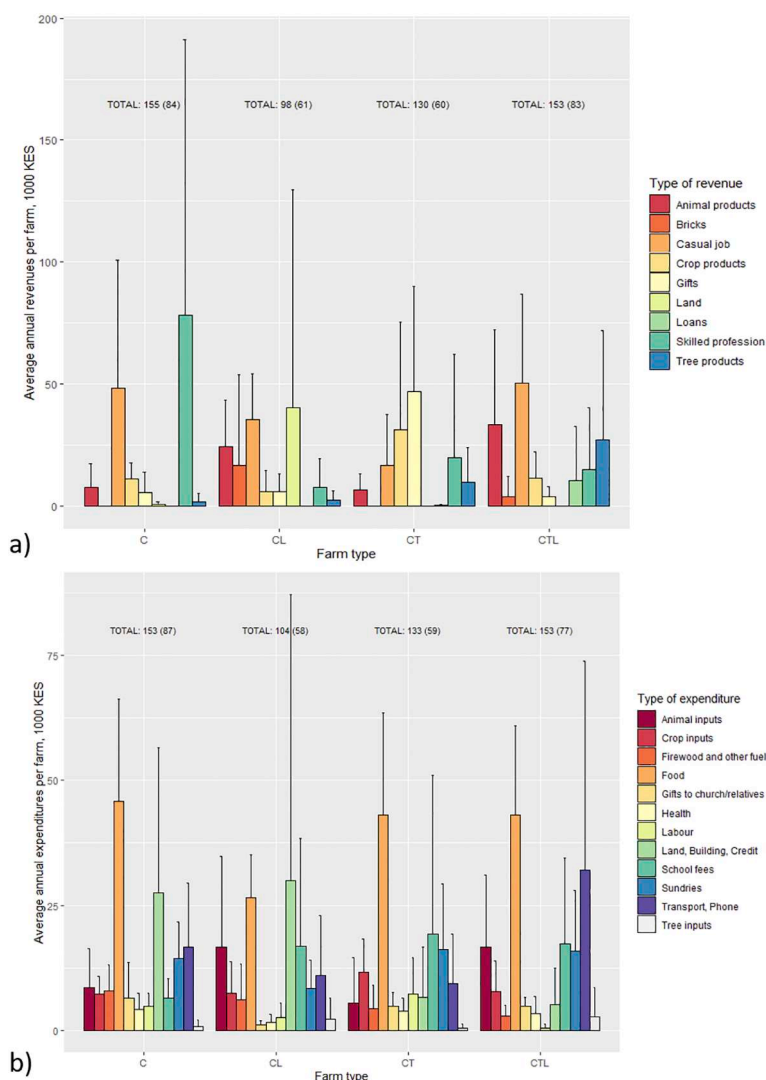 200
TOTAL: 155 (84) TOTAL: 98 (61) TOTAL: 130 (60) TOTAL: 153 (83)
150
100
50
0
Average annual revenues per farm, 1000 KES
C CL CT CTL
Farm type
Type of revenue
Animal products
Bricks
Casual job
Crop products
Gifts
Land
Loans
Skilled profession
Tree products
a)
TOTAL: 153 (87) TOTAL: 104 (58) TOTAL: 133 (59) TOTAL: 153 (77)
75
50
25
0
Average annual expenditures per farm, 1000 KES
C CL CT CTL
Farm type
Type of expenditure
Animal inputs
Crop inputs
Firewood and other fuel
Food
Gifts to church/relatives
Health
Labour
Land, Building, Credit
School fees
Sundries
Transport, Phone
Tree inputs
b)